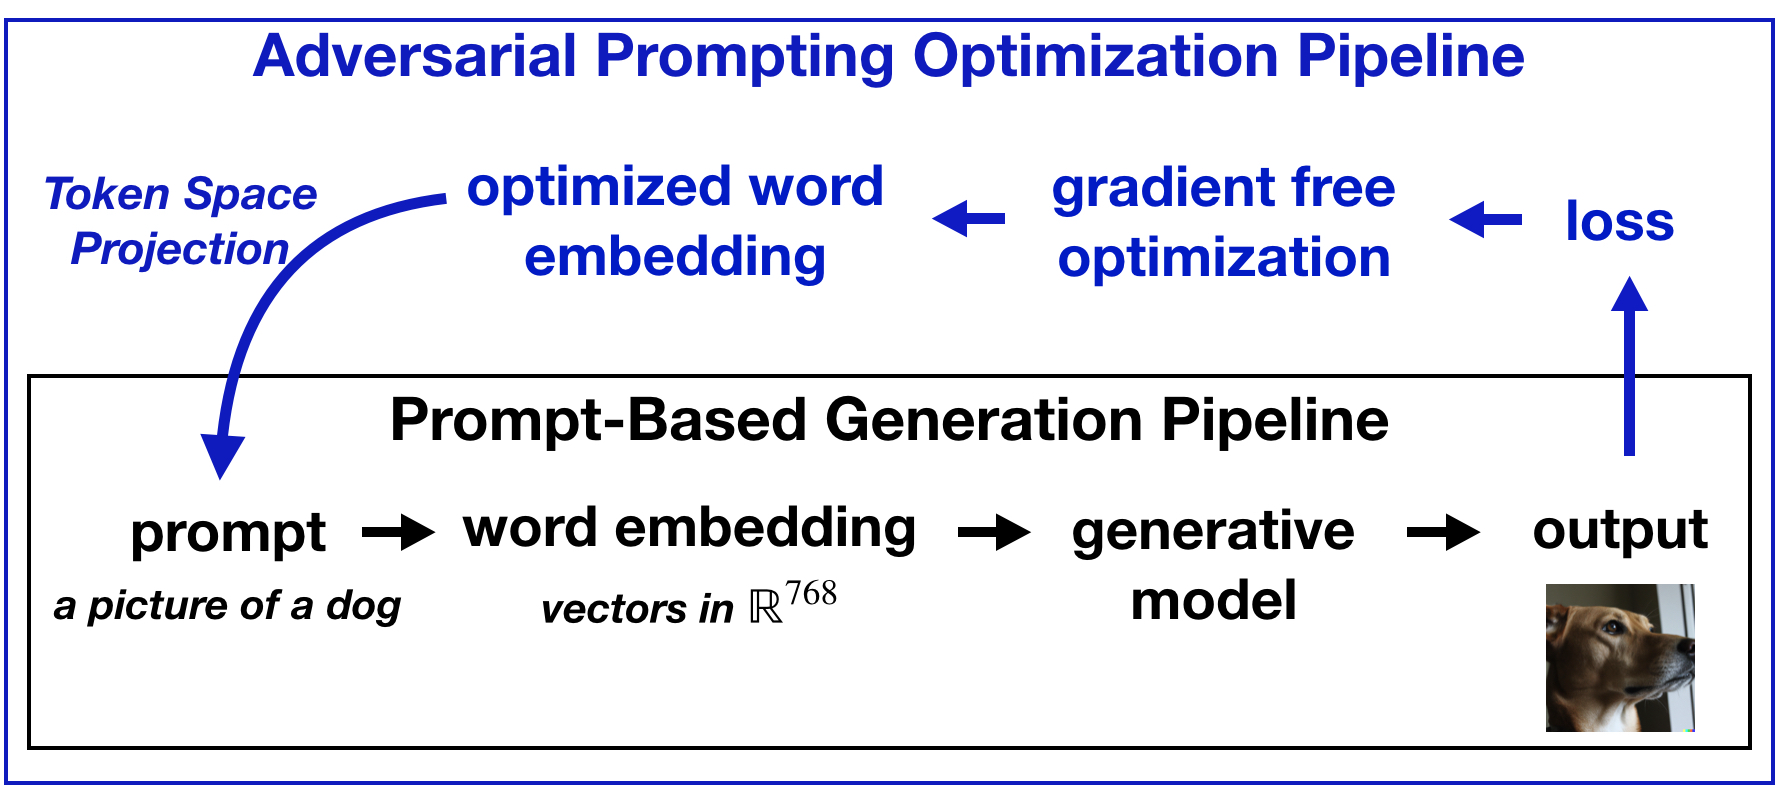 Adversarial Prompting Optimization Pipeline
Token Space
Projection
optimized word
embedding
gradient free
optimization
loss
Prompt-Based Generation Pipeline
prompt
a picture of a dog
word embedding
vectors in ℝ^768
generative
model
output